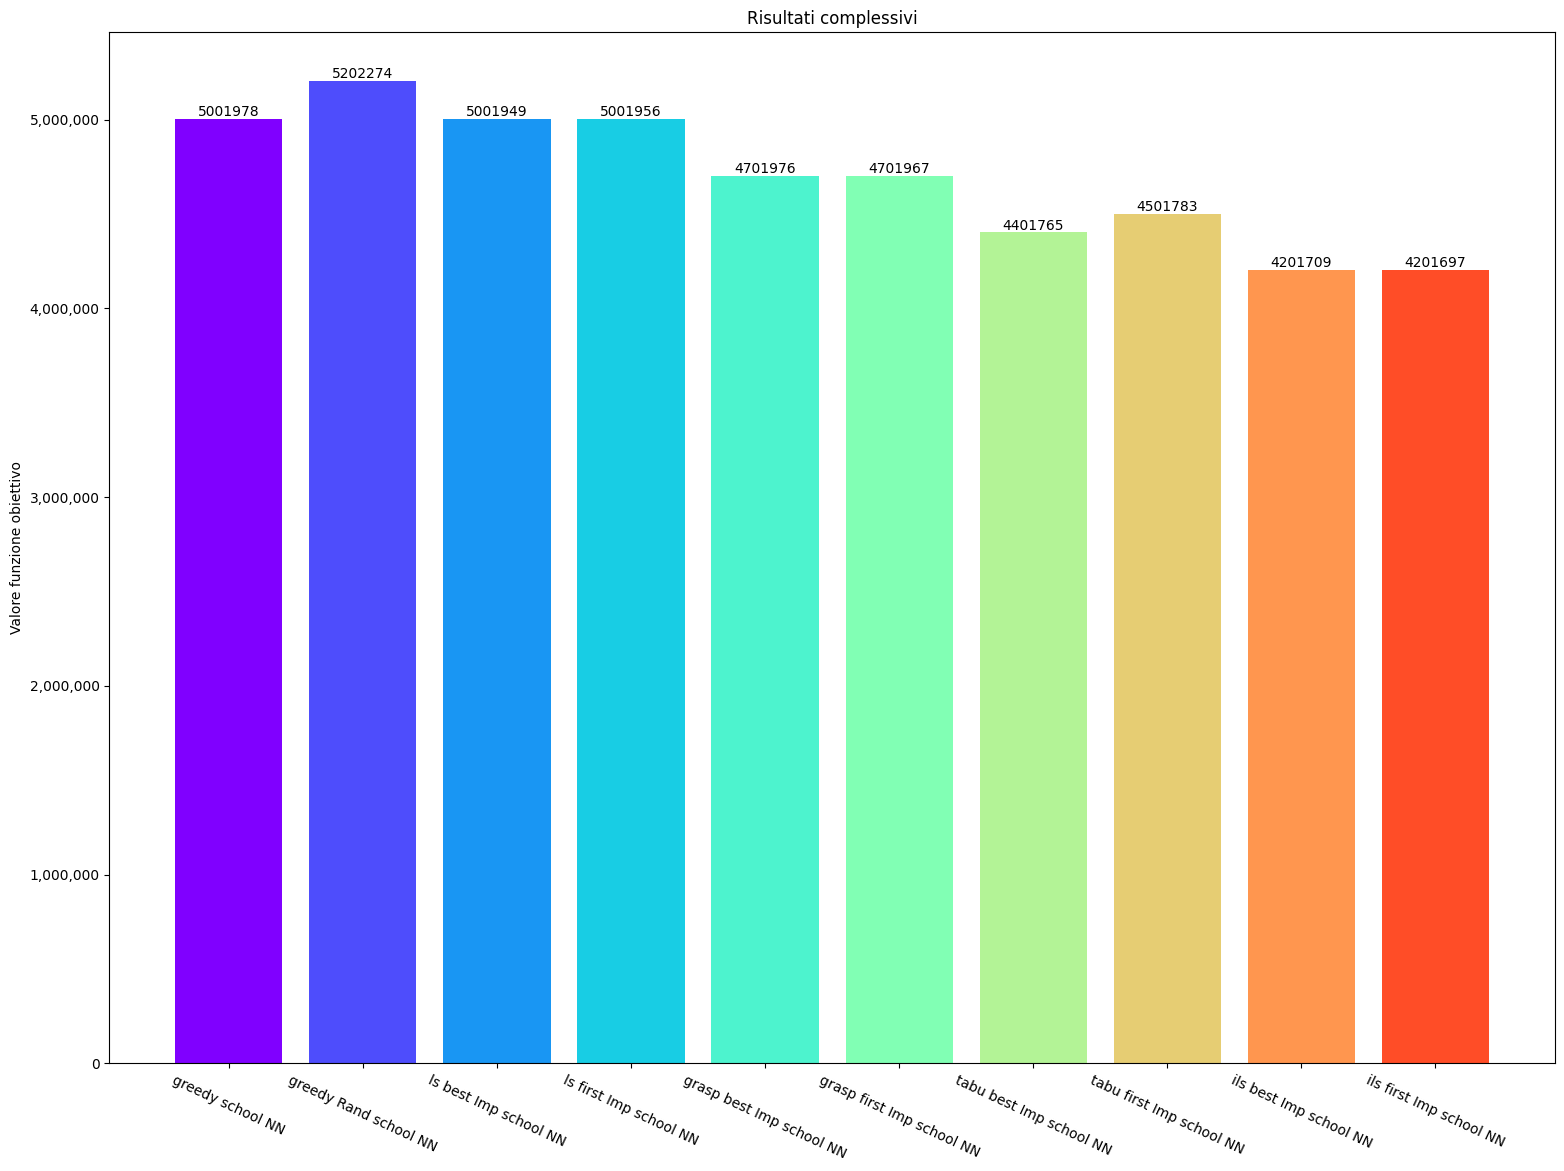 Risultati complessivi
Valore funzione obiettivo
5,000,000
4,000,000
3,000,000
2,000,000
1,000,000
0
5001978
5202274
5001949
5001956
4701976
4701967
4401765
4501783
4201709
4201697
greedy school NN
greedy Rand school NN
ls best Imp school NN
ls first Imp school NN
grasp best Imp school NN
grasp first Imp school NN
tabu best Imp school NN
tabu first Imp school NN
ils best Imp school NN
ils first Imp school NN